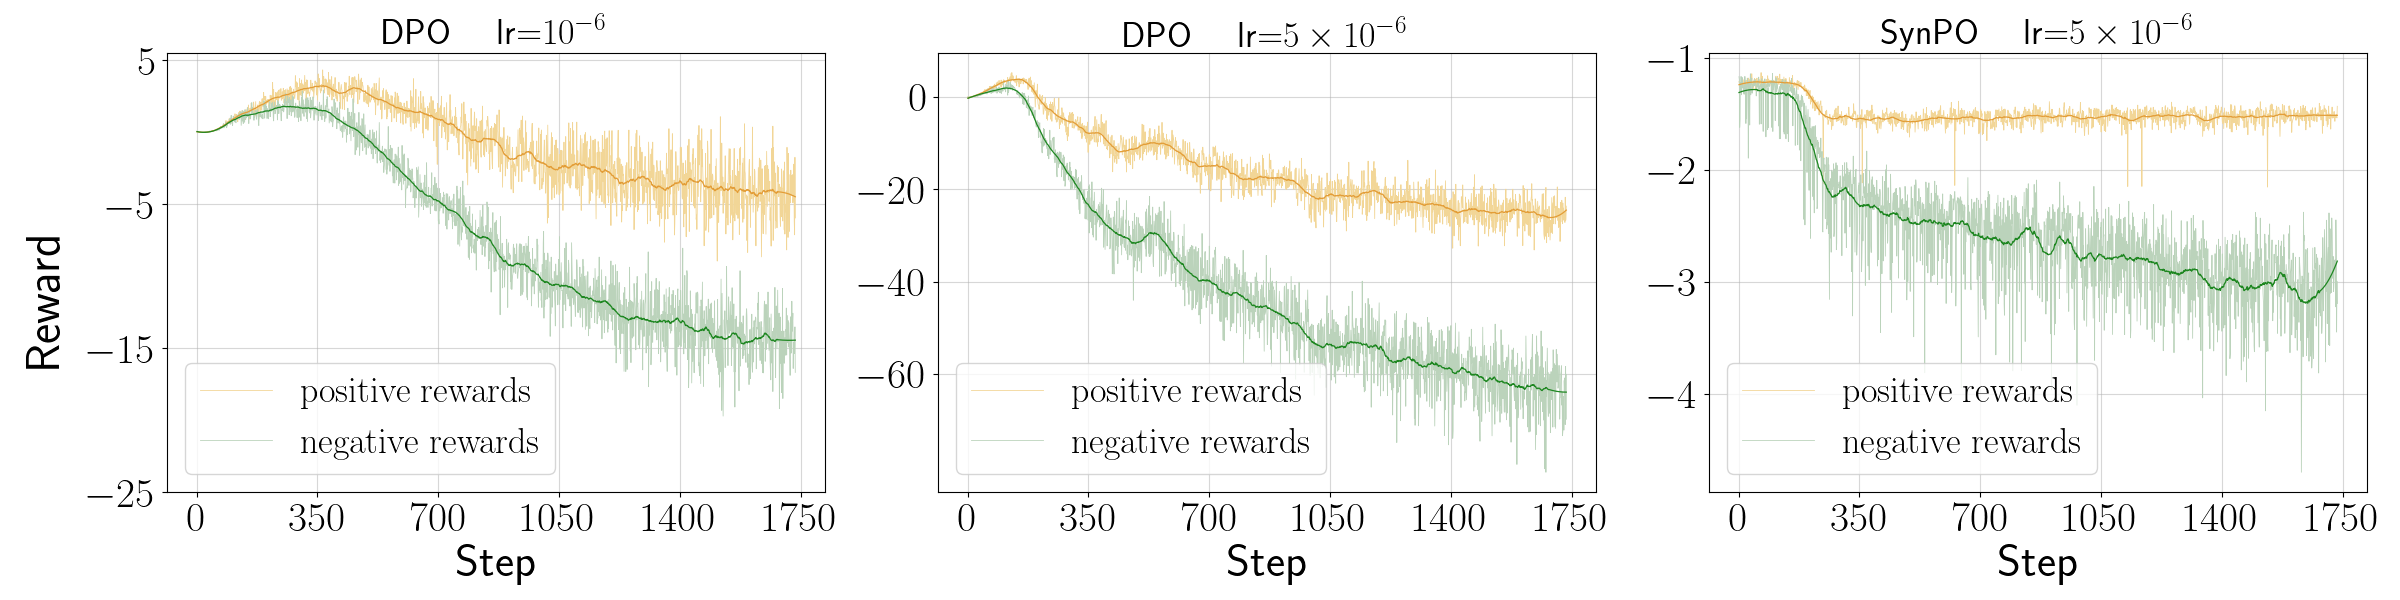 DPO lr=10⁻⁶
5
−5
−15
−25
Reward
positive rewards
negative rewards
0 350 700 1050 1400 1750
Step
DPO lr=5 × 10⁻⁶
0
−20
−40
−60
positive rewards
negative rewards
0 350 700 1050 1400 1750
Step
SynPO lr=5 × 10⁻⁶
−1
−2
−3
−4
positive rewards
negative rewards
0 350 700 1050 1400 1750
Step